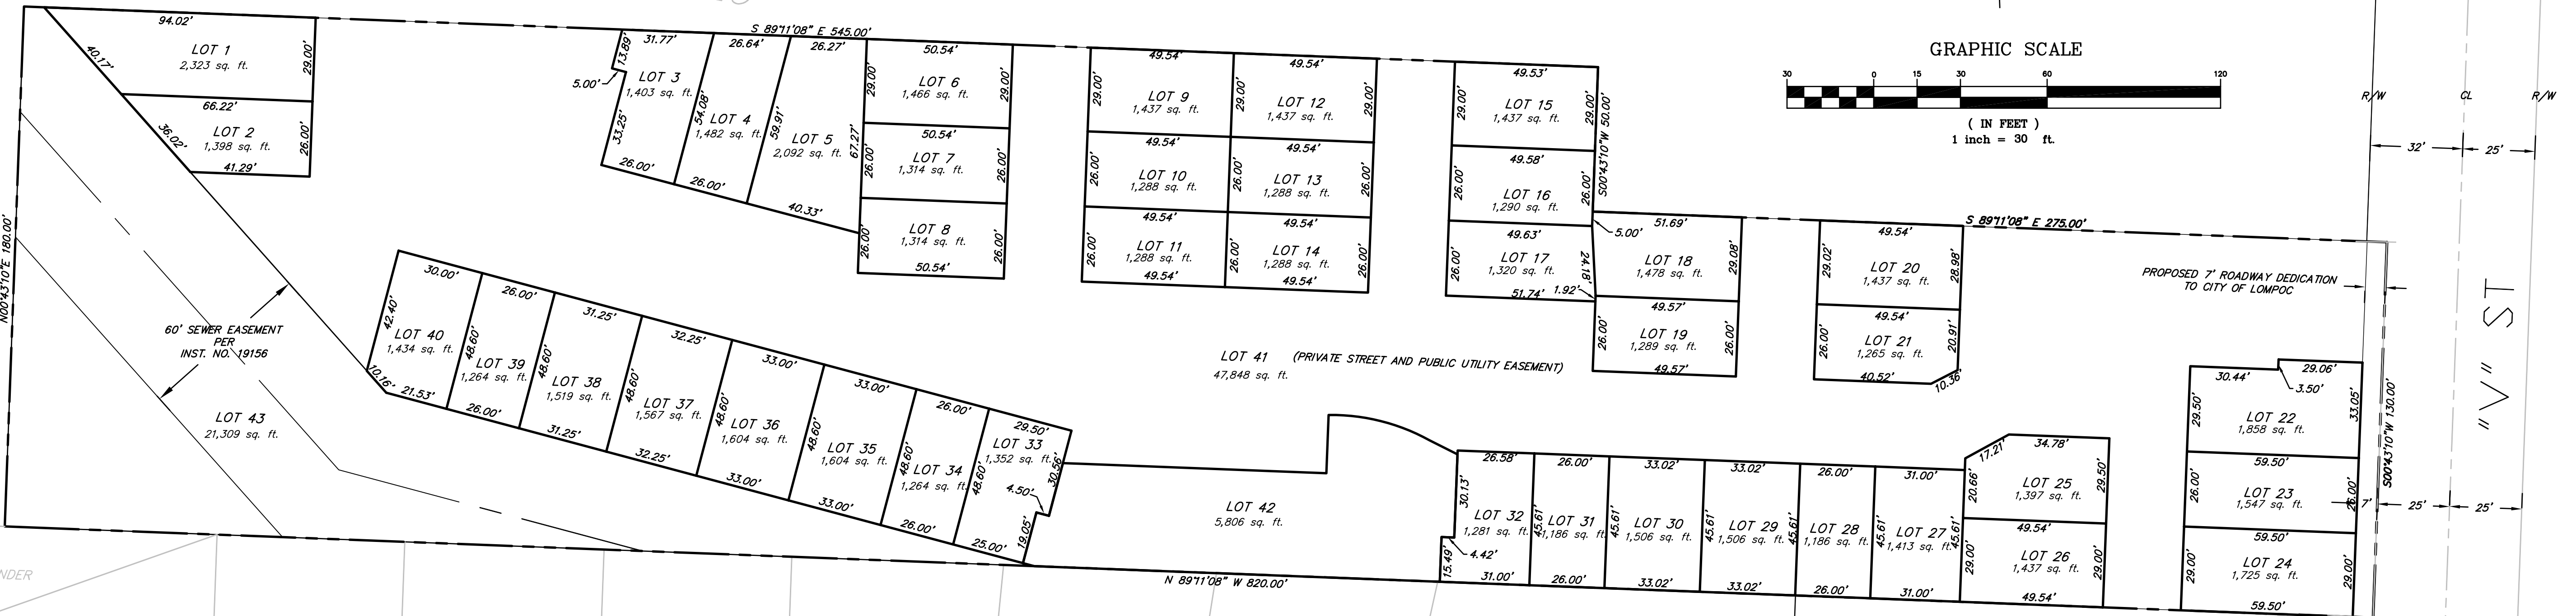 S 89°11'08" E 545.00'
94.02'
LOT 1
2,323 sq. ft.
29.00'
40.17'
66.22'
LOT 2
1,398 sq. ft.
26.00'
36.02'
41.29'
N00°43'10"E 180.00'
60' SEWER EASEMENT
PER
INST. NO. 19156
LOT 43
21,309 sq. ft.
13.89'
5.00'
31.77'
LOT 3
1,403 sq. ft.
33.25'
26.00'
26.64'
54.08'
LOT 4
1,482 sq. ft.
26.00'
26.27'
59.91'
LOT 5
2,092 sq. ft.
67.27'
40.33'
50.54'
29.00'
LOT 6
1,466 sq. ft.
29.00'
50.54'
26.00'
LOT 7
1,314 sq. ft.
26.00'
26.00'
LOT 8
1,314 sq. ft.
26.00'
50.54'
49.54'
29.00'
LOT 9
1,437 sq. ft.
29.00'
49.54'
26.00'
LOT 10
1,288 sq. ft.
26.00'
49.54'
26.00'
LOT 11
1,288 sq. ft.
26.00'
49.54'
49.54'
LOT 12
1,437 sq. ft.
29.00'
49.54'
LOT 13
1,288 sq. ft.
26.00'
49.54'
LOT 14
1,288 sq. ft.
26.00'
49.54'
49.53'
29.00'
LOT 15
1,437 sq. ft.
29.00'
S00°43'10"W 50.00'
49.58'
26.00'
LOT 16
1,290 sq. ft.
26.00'
49.63'
26.00'
LOT 17
1,320 sq. ft.
24.18'
51.74'
1.92'
5.00'
51.69'
LOT 18
1,478 sq. ft.
29.08'
49.57'
26.00'
LOT 19
1,289 sq. ft.
26.00'
49.57'
S 89°11'08" E 275.00'
49.54'
29.02'
LOT 20
1,437 sq. ft.
28.98'
49.54'
26.00'
LOT 21
1,265 sq. ft.
20.91'
40.52'
10.36'
GRAPHIC SCALE
30 0 15 30 60 120
( IN FEET )
1 inch = 30 ft.
R/W CL R/W
32' 25'
PROPOSED 7' ROADWAY DEDICATION
TO CITY OF LOMPOC
"V" ST
S00°43'10"W 130.00'
7' 25' 25'
30.44'
29.06'
3.50'
29.50'
LOT 22
1,858 sq. ft.
33.05'
59.50'
26.00'
LOT 23
1,547 sq. ft.
26.00'
59.50'
29.00'
LOT 24
1,725 sq. ft.
29.00'
59.50'
17.21'
34.78'
20.66'
LOT 25
1,397 sq. ft.
29.50'
49.54'
29.00'
LOT 26
1,437 sq. ft.
29.00'
49.54'
31.00'
45.61'
LOT 27
1,413 sq. ft.
45.61'
31.00'
26.00'
45.61'
LOT 28
1,186 sq. ft.
26.00'
33.02'
45.61'
LOT 29
1,506 sq. ft.
33.02'
33.02'
45.61'
LOT 30
1,506 sq. ft.
33.02'
26.00'
45.61'
LOT 31
1,186 sq. ft.
26.00'
26.58'
30.13'
LOT 32
1,281 sq. ft.
4.42'
15.49'
31.00'
LOT 41 (PRIVATE STREET AND PUBLIC UTILITY EASEMENT)
47,848 sq. ft.
LOT 42
5,806 sq. ft.
N 89°11'08" W 820.00'
29.50'
LOT 33
1,352 sq. ft.
30.56'
48.60'
4.50'
19.05'
25.00'
26.00'
48.60'
LOT 34
1,264 sq. ft.
26.00'
33.00'
48.60'
LOT 35
1,604 sq. ft.
33.00'
33.00'
48.60'
LOT 36
1,604 sq. ft.
33.00'
32.25'
48.60'
LOT 37
1,567 sq. ft.
32.25'
31.25'
48.60'
LOT 38
1,519 sq. ft.
31.25'
26.00'
48.60'
LOT 39
1,264 sq. ft.
26.00'
30.00'
42.40'
LOT 40
1,434 sq. ft.
10.16'
21.53'
NDER